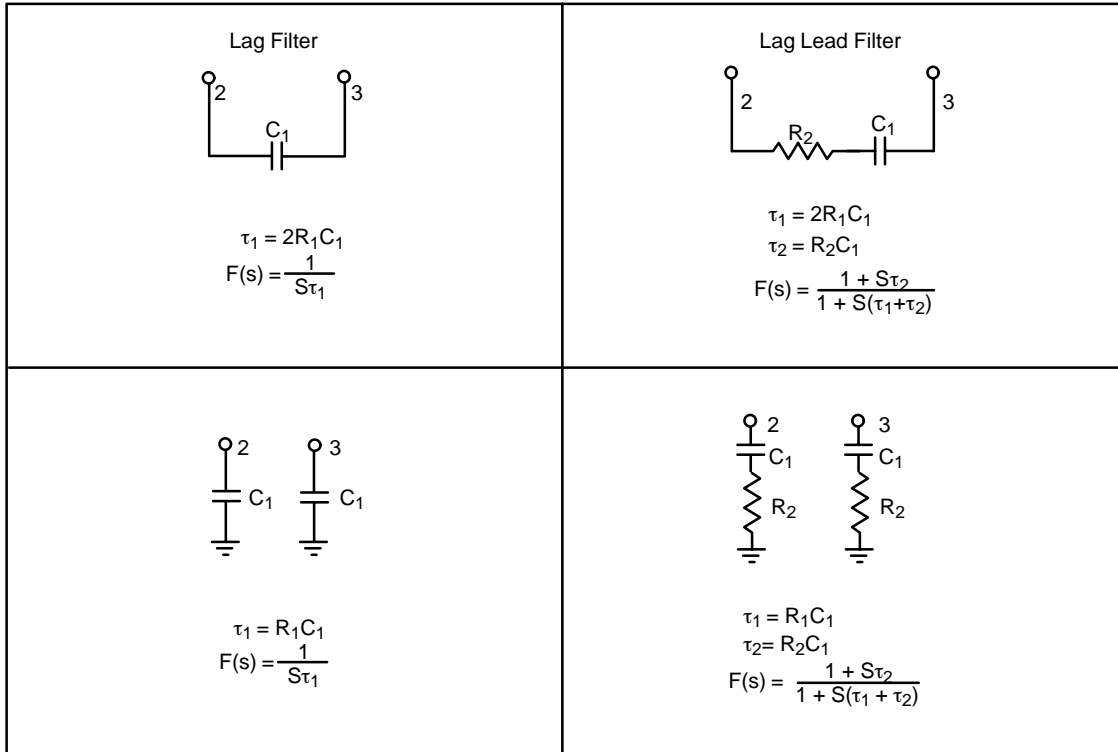 Lag Filter
2 3
C₁
τ₁ = 2R₁C₁
F(s) = 1/Sτ₁
Lag Lead Filter
2 3
R₂ C₁
τ₁ = 2R₁C₁
τ₂ = R₂C₁
F(s) = 1 + Sτ₂/1 + S(τ₁+τ₂)
2 3
C₁ C₁
τ₁ = R₁C₁
F(s) = 1/Sτ₁
2 3
C₁ C₁
R₂ R₂
τ₁ = R₁C₁
τ₂= R₂C₁
F(s) = 1 + Sτ₂/1 + S(τ₁ + τ₂)